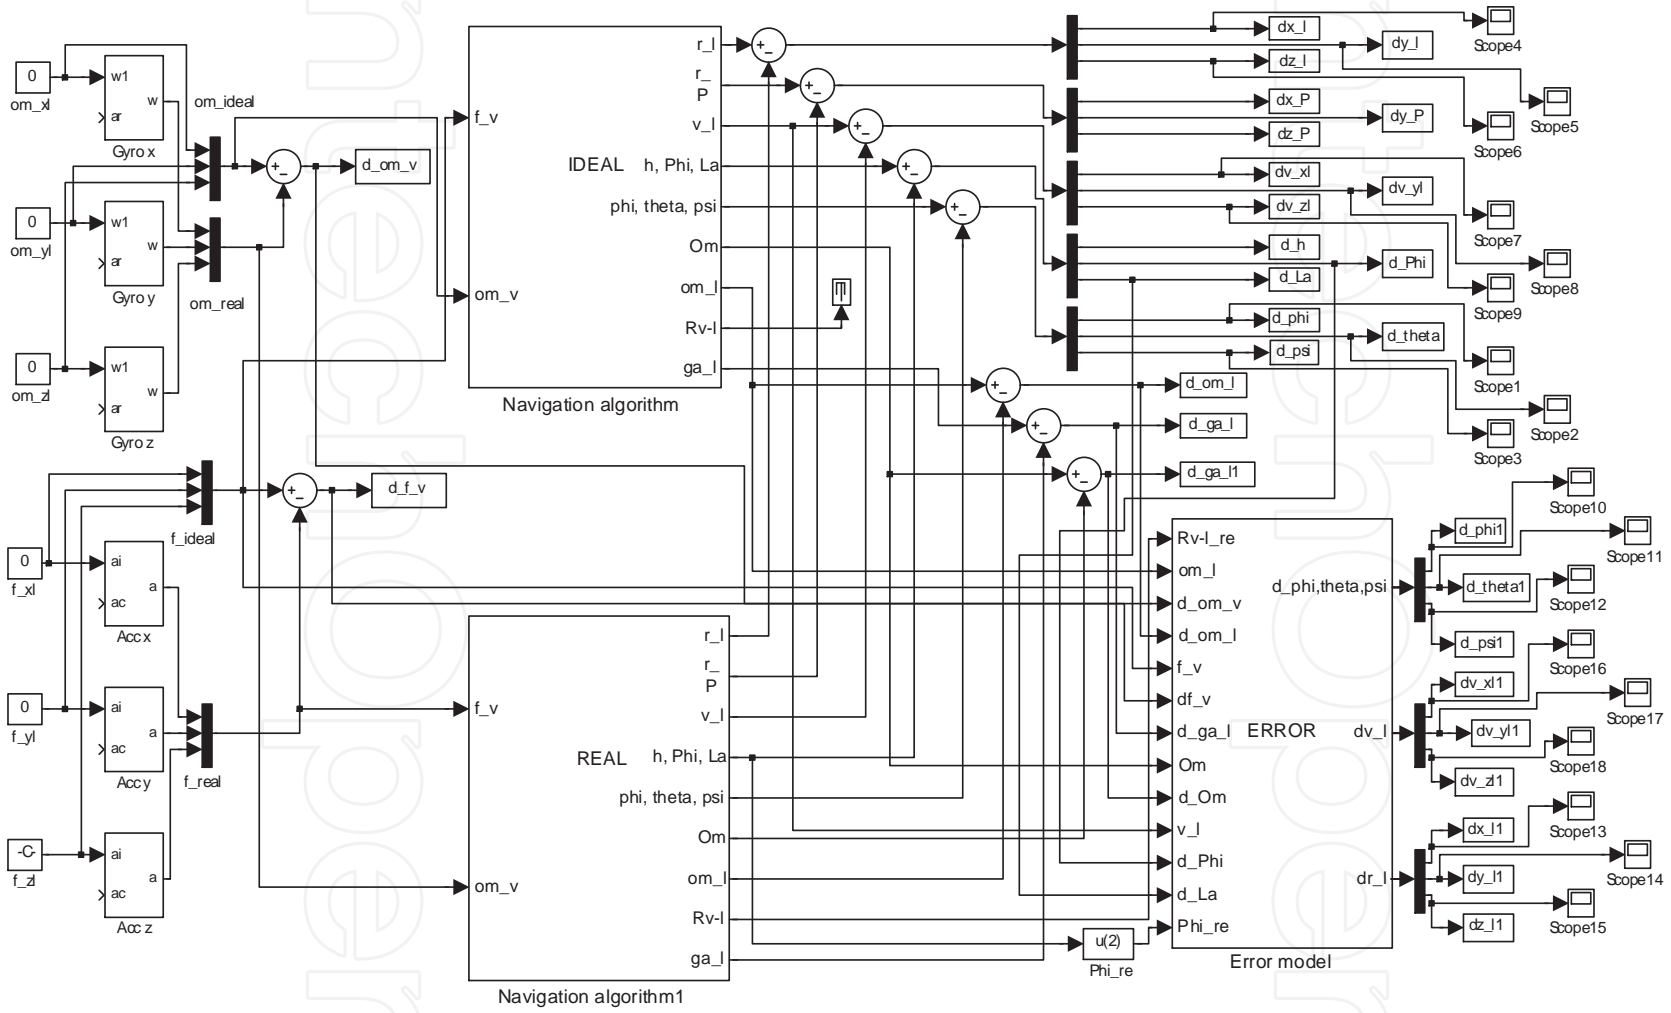 0
om_xl
w1
w
ar
Gyro x
0
om_yl
w1
w
ar
Gyro y
0
om_zl
w1
w
ar
Gyro z
om_ideal
om_real
d_om_v
f_v
om_v
IDEAL
r_l
r_
P
v_l
h, Phi, La
phi, theta, psi
Om
om_l
Rv-l
ga_l
Navigation algorithm
dx_l
dy_l
dz_l
Scope4
Scope5
Scope6
dx_P
dy_P
dz_P
dv_xl
dv_yl
dv_zl
Scope7
Scope8
Scope9
d_h
d_Phi
d_La
d_phi
d_theta
d_psi
Scope1
Scope2
Scope3
d_om_l
d_ga_l
d_ga_l1
f_ideal
d_f_v
0
f_xl
ai
a
ac
Acc x
0
f_yl
ai
a
ac
Acc y
-C-
f_zl
ai
a
ac
Acc z
f_real
f_v
om_v
REAL
r_l
r_
P
v_l
h, Phi, La
phi, theta, psi
Om
om_l
Rv-l
ga_l
Navigation algorithm1
u(2)
Phi_re
Rv-l_re
om_l
d_om_v
d_om_l
f_v
df_v
d_ga_l
Om
d_Om
v_l
d_Phi
d_La
Phi_re
ERROR
d_phi,theta,psi
dv_l
dr_l
Error model
d_phi1
d_theta1
d_psi1
Scope10
Scope11
Scope12
dv_xl1
dv_yl1
dv_zl1
Scope16
Scope17
Scope18
dx_l1
dy_l1
dz_l1
Scope13
Scope14
Scope15